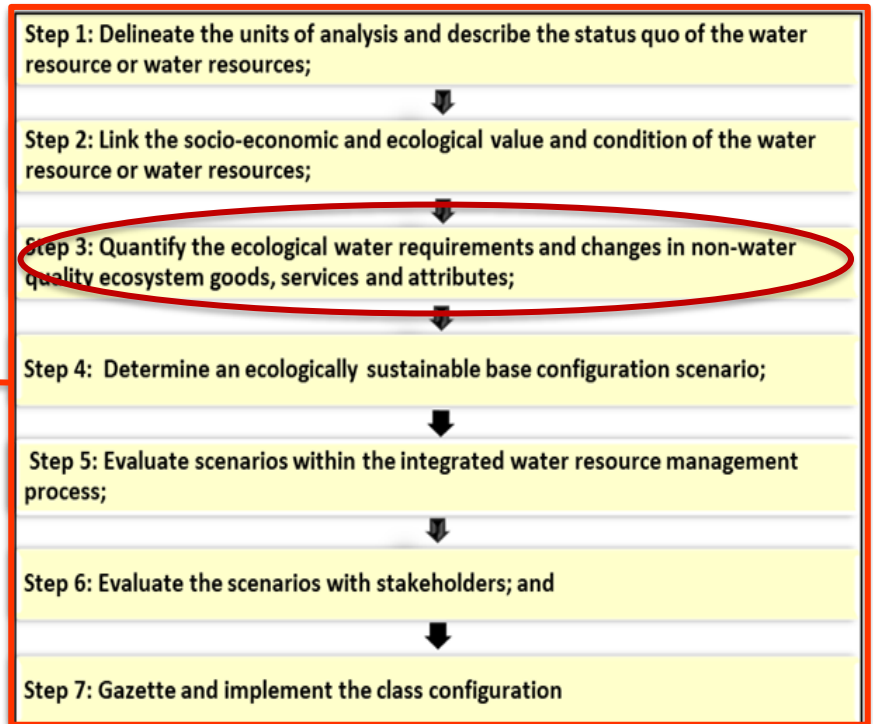 Step 1: Delineate the units of analysis and describe the status quo of the water
resource or water resources;
Step 2: Link the socio-economic and ecological value and condition of the water
resource or water resources;
Step 3: Quantify the ecological water requirements and changes in non-water
quality ecosystem goods, services and attributes;
Step 4: Determine an ecologically sustainable base configuration scenario;
Step 5: Evaluate scenarios within the integrated water resource management
process;
Step 6: Evaluate the scenarios with stakeholders; and
Step 7: Gazette and implement the class configuration